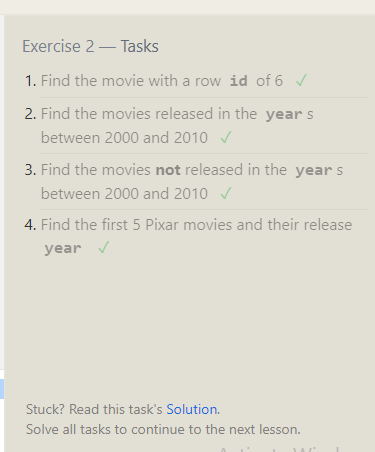 Exercise 2 — Tasks
1. Find the movie with a row id of 6 ✓
2. Find the movies released in the year s
between 2000 and 2010 ✓
3. Find the movies not released in the year s
between 2000 and 2010 ✓
4. Find the first 5 Pixar movies and their release
year ✓
Stuck? Read this task's Solution.
Solve all tasks to continue to the next lesson.